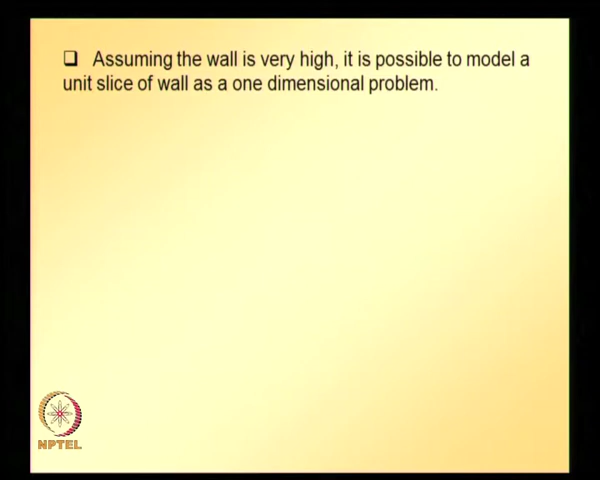 ❑ Assuming the wall is very high, it is possible to model a
unit slice of wall as a one dimensional problem.
NPTEL